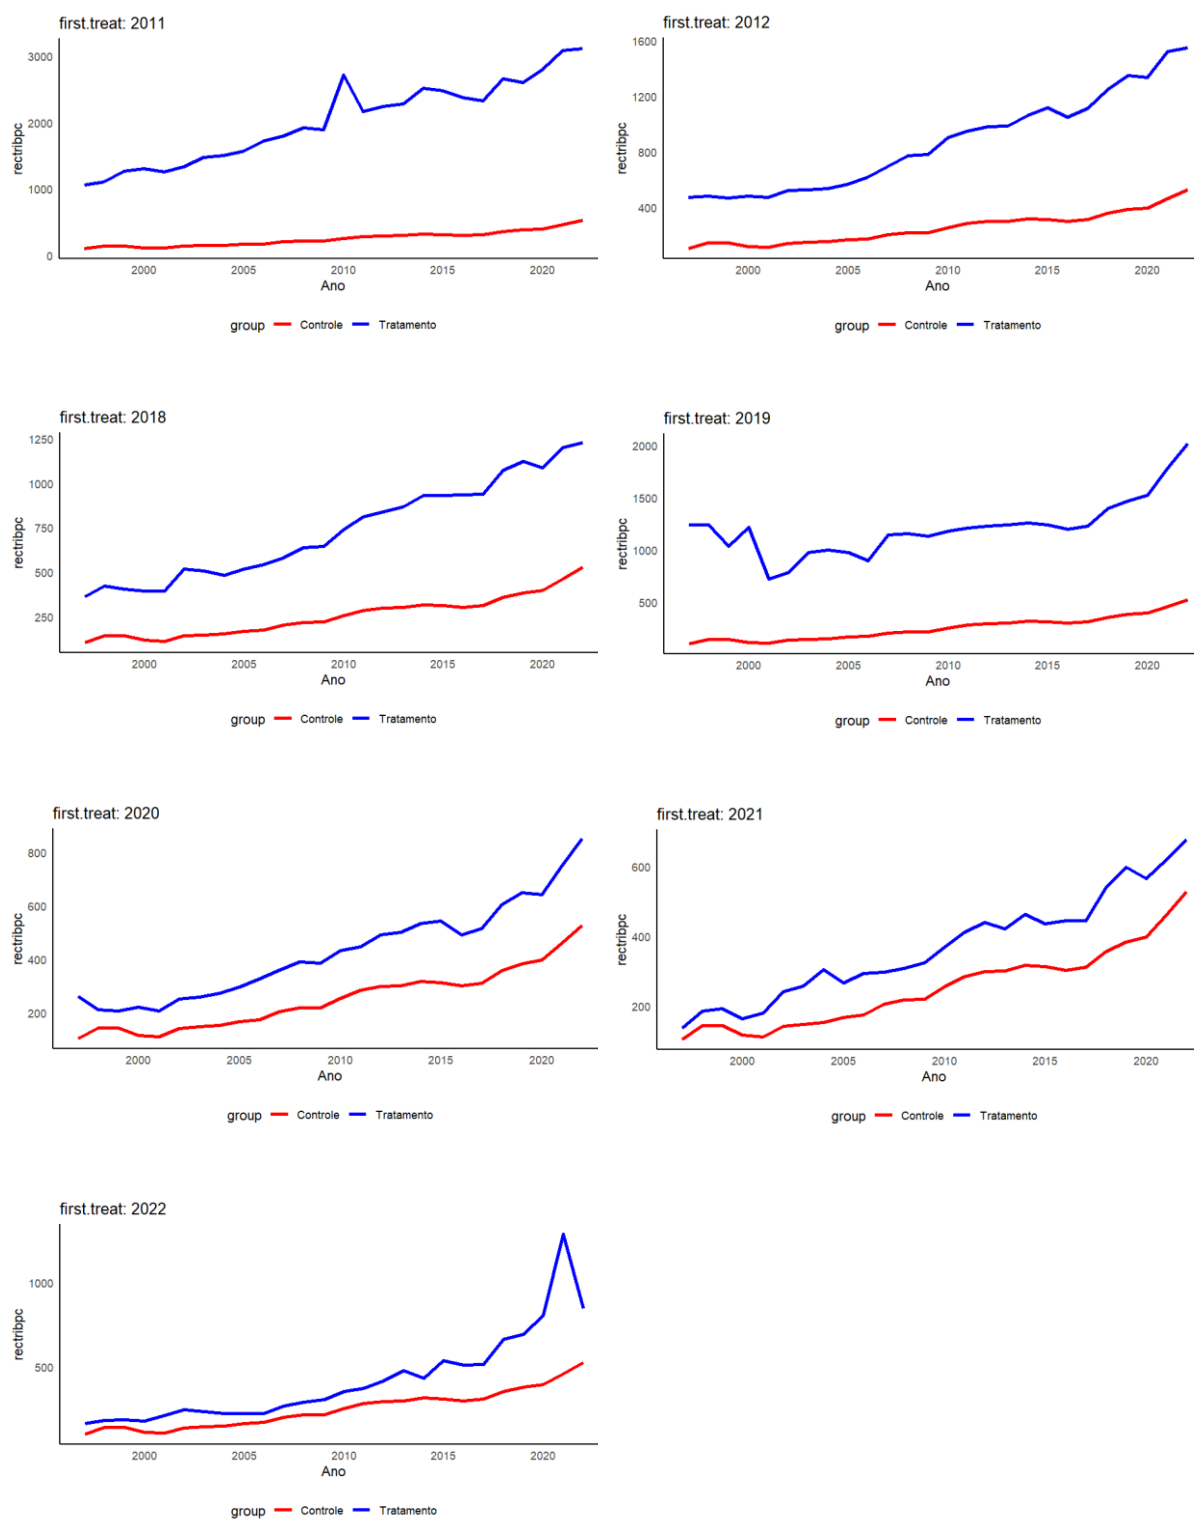 first.treat: 2011
rectribpc
3000
2000
1000
0
2000 2005 2010 2015 2020
Ano
group Controle Tratamento
first.treat: 2012
rectribpc
1600
1200
800
400
2000 2005 2010 2015 2020
Ano
group Controle Tratamento
first.treat: 2018
rectribpc
1250
1000
750
500
250
2000 2005 2010 2015 2020
Ano
group Controle Tratamento
first.treat: 2019
rectribpc
2000
1500
1000
500
2000 2005 2010 2015 2020
Ano
group Controle Tratamento
first.treat: 2020
rectribpc
800
600
400
200
2000 2005 2010 2015 2020
Ano
group Controle Tratamento
first.treat: 2021
rectribpc
600
400
200
2000 2005 2010 2015 2020
Ano
group Controle Tratamento
first.treat: 2022
rectribpc
1000
500
2000 2005 2010 2015 2020
Ano
group Controle Tratamento